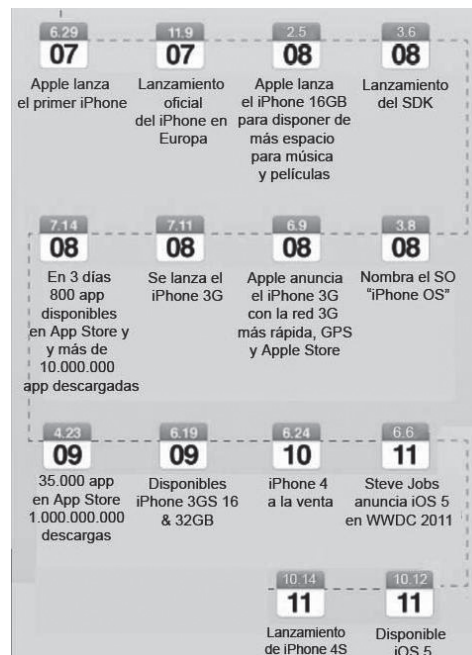 6.29
07
Apple lanza
el primer iPhone
11.9
07
Lanzamiento
oficial
del iPhone en
Europa
2.5
08
Apple lanza
el iPhone 16GB
para disponer de
más espacio
para música
y películas
3.6
08
Lanzamiento
del SDK
3.8
08
Nombra el SO
“iPhone OS”
6.9
08
Apple anuncia
el iPhone 3G
con la red 3G
más rápida, GPS
y Apple Store
7.11
08
Se lanza el
iPhone 3G
7.14
08
En 3 días
800 app
disponibles
en App Store y
y más de
10.000.000
app descargadas
4.23
09
35.000 app
en App Store
1.000.000.000
descargas
6.19
09
Disponibles
iPhone 3GS 16
& 32GB
6.24
10
iPhone 4
a la venta
6.6
11
Steve Jobs
anuncia iOS 5
en WWDC 2011
10.12
11
Disponible
iOS 5
10.14
11
Lanzamiento
de iPhone 4S